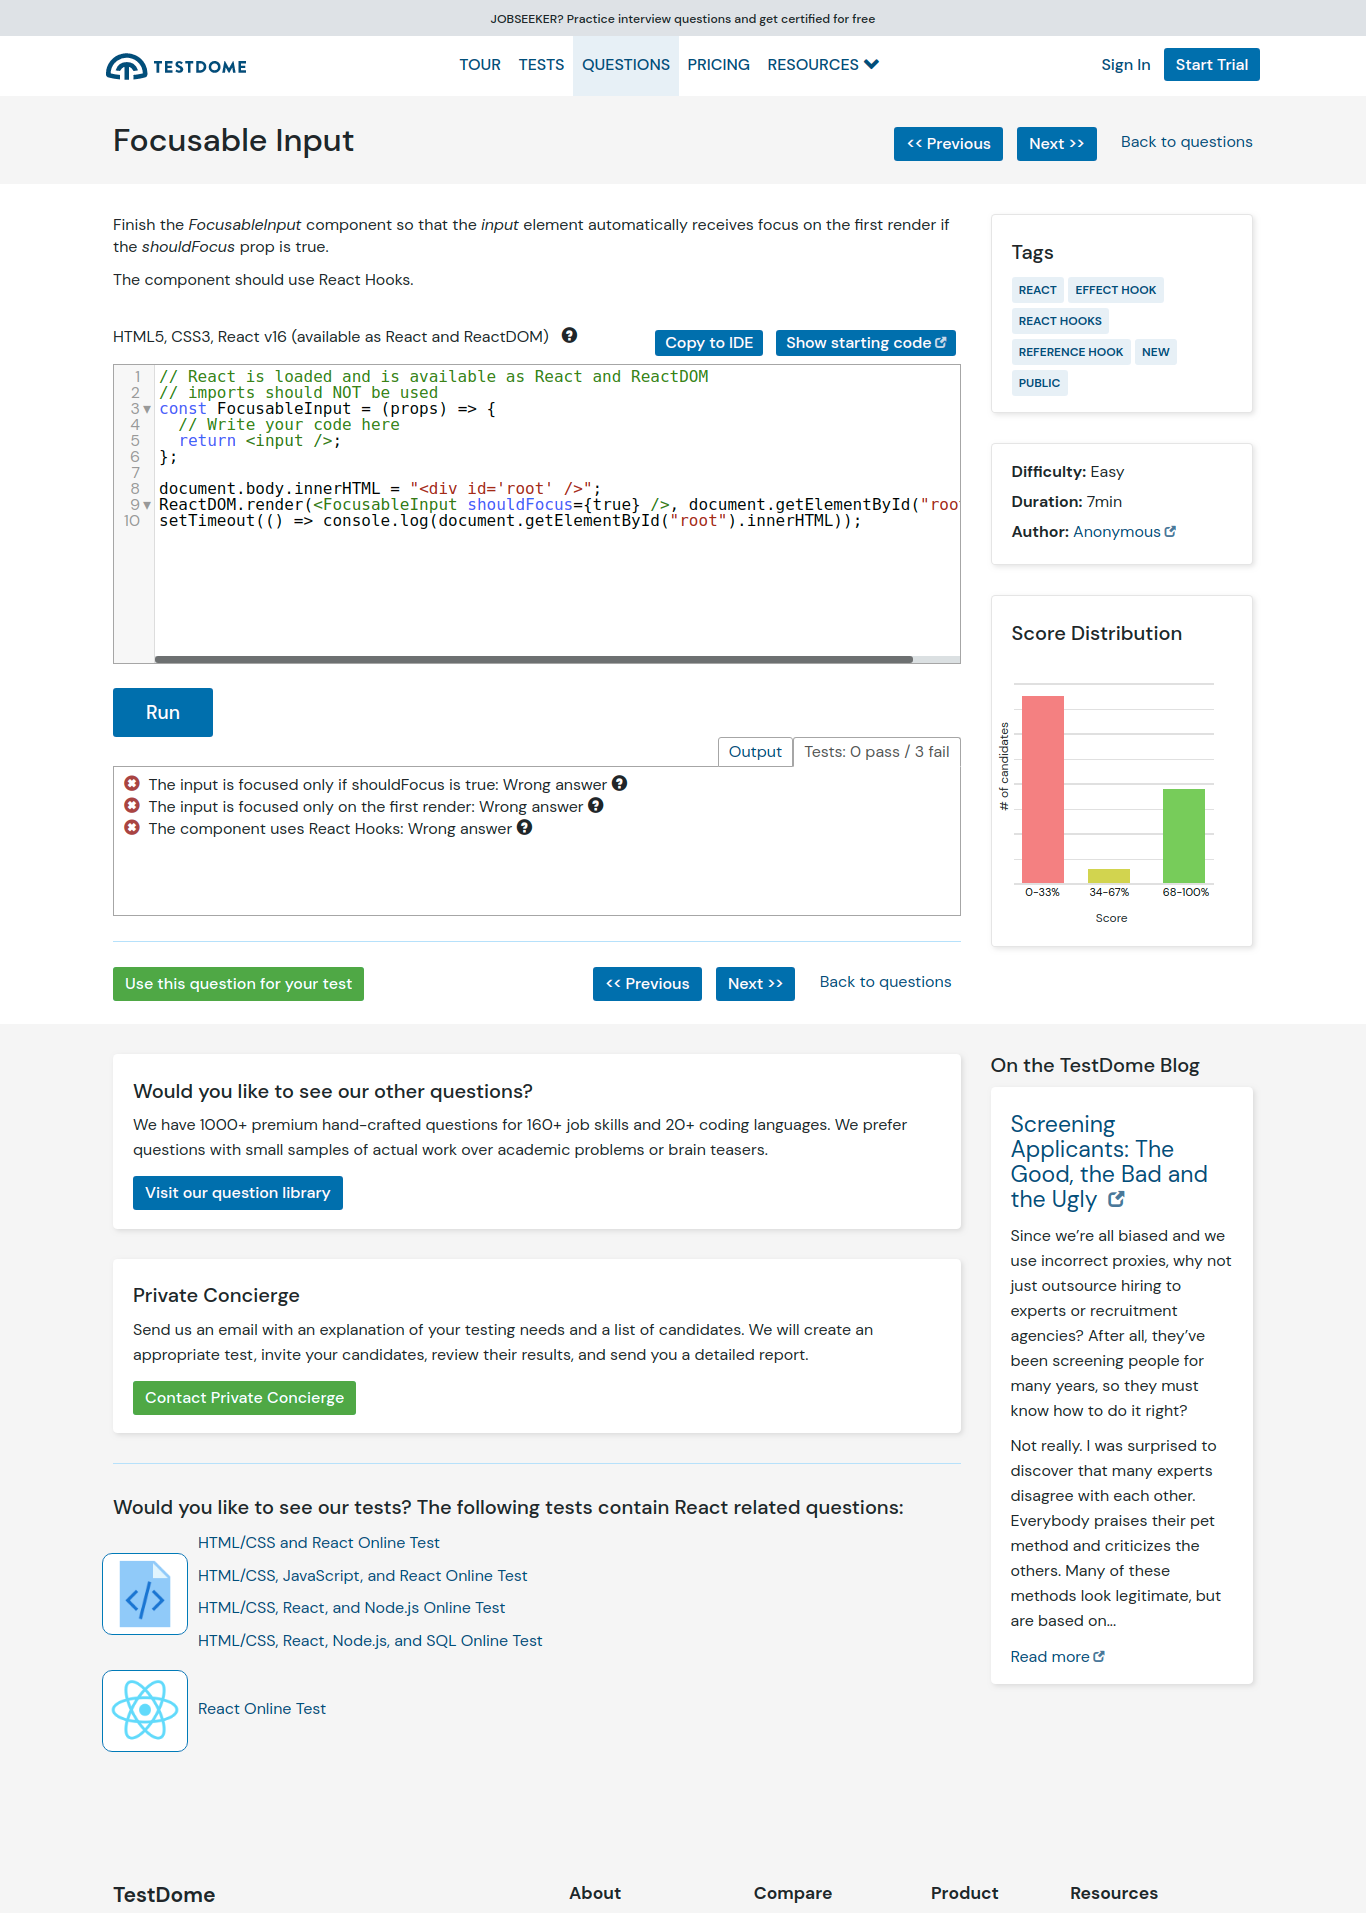 JOBSEEKER? Practice interview questions and get certified for free
TESTDOME
TOUR TESTS QUESTIONS PRICING RESOURCES
Sign In Start Trial
Focusable Input
<< Previous Next >> Back to questions
Finish the FocusableInput component so that the input element automatically receives focus on the first render if
the shouldFocus prop is true.
The component should use React Hooks.
HTML5, CSS3, React v16 (available as React and ReactDOM)
Copy to IDE Show starting code
1 // React is loaded and is available as React and ReactDOM
2 // imports should NOT be used
3 const FocusableInput = (props) => {
4 // Write your code here
5 return <input />;
6 };
7
8 document.body.innerHTML = "<div id='root' />";
9 ReactDOM.render(<FocusableInput shouldFocus={true} />, document.getElementById("roo
10 setTimeout(() => console.log(document.getElementById("root").innerHTML));
Run
Output Tests: 0 pass / 3 fail
The input is focused only if shouldFocus is true: Wrong answer
The input is focused only on the first render: Wrong answer
The component uses React Hooks: Wrong answer
Use this question for your test
<< Previous Next >> Back to questions
Tags
REACT EFFECT HOOK
REACT HOOKS
REFERENCE HOOK NEW
PUBLIC
Difficulty: Easy
Duration: 7min
Author: Anonymous
Score Distribution
# of candidates
0-33% 34-67% 68-100%
Score
Would you like to see our other questions?
We have 1000+ premium hand-crafted questions for 160+ job skills and 20+ coding languages. We prefer
questions with small samples of actual work over academic problems or brain teasers.
Visit our question library
Private Concierge
Send us an email with an explanation of your testing needs and a list of candidates. We will create an
appropriate test, invite your candidates, review their results, and send you a detailed report.
Contact Private Concierge
Would you like to see our tests? The following tests contain React related questions:
HTML/CSS and React Online Test
HTML/CSS, JavaScript, and React Online Test
HTML/CSS, React, and Node.js Online Test
HTML/CSS, React, Node.js, and SQL Online Test
React Online Test
On the TestDome Blog
Screening
Applicants: The
Good, the Bad and
the Ugly
Since we're all biased and we
use incorrect proxies, why not
just outsource hiring to
experts or recruitment
agencies? After all, they've
been screening people for
many years, so they must
know how to do it right?
Not really. I was surprised to
discover that many experts
disagree with each other.
Everybody praises their pet
method and criticizes the
others. Many of these
methods look legitimate, but
are based on...
Read more
TestDome About Compare Product Resources